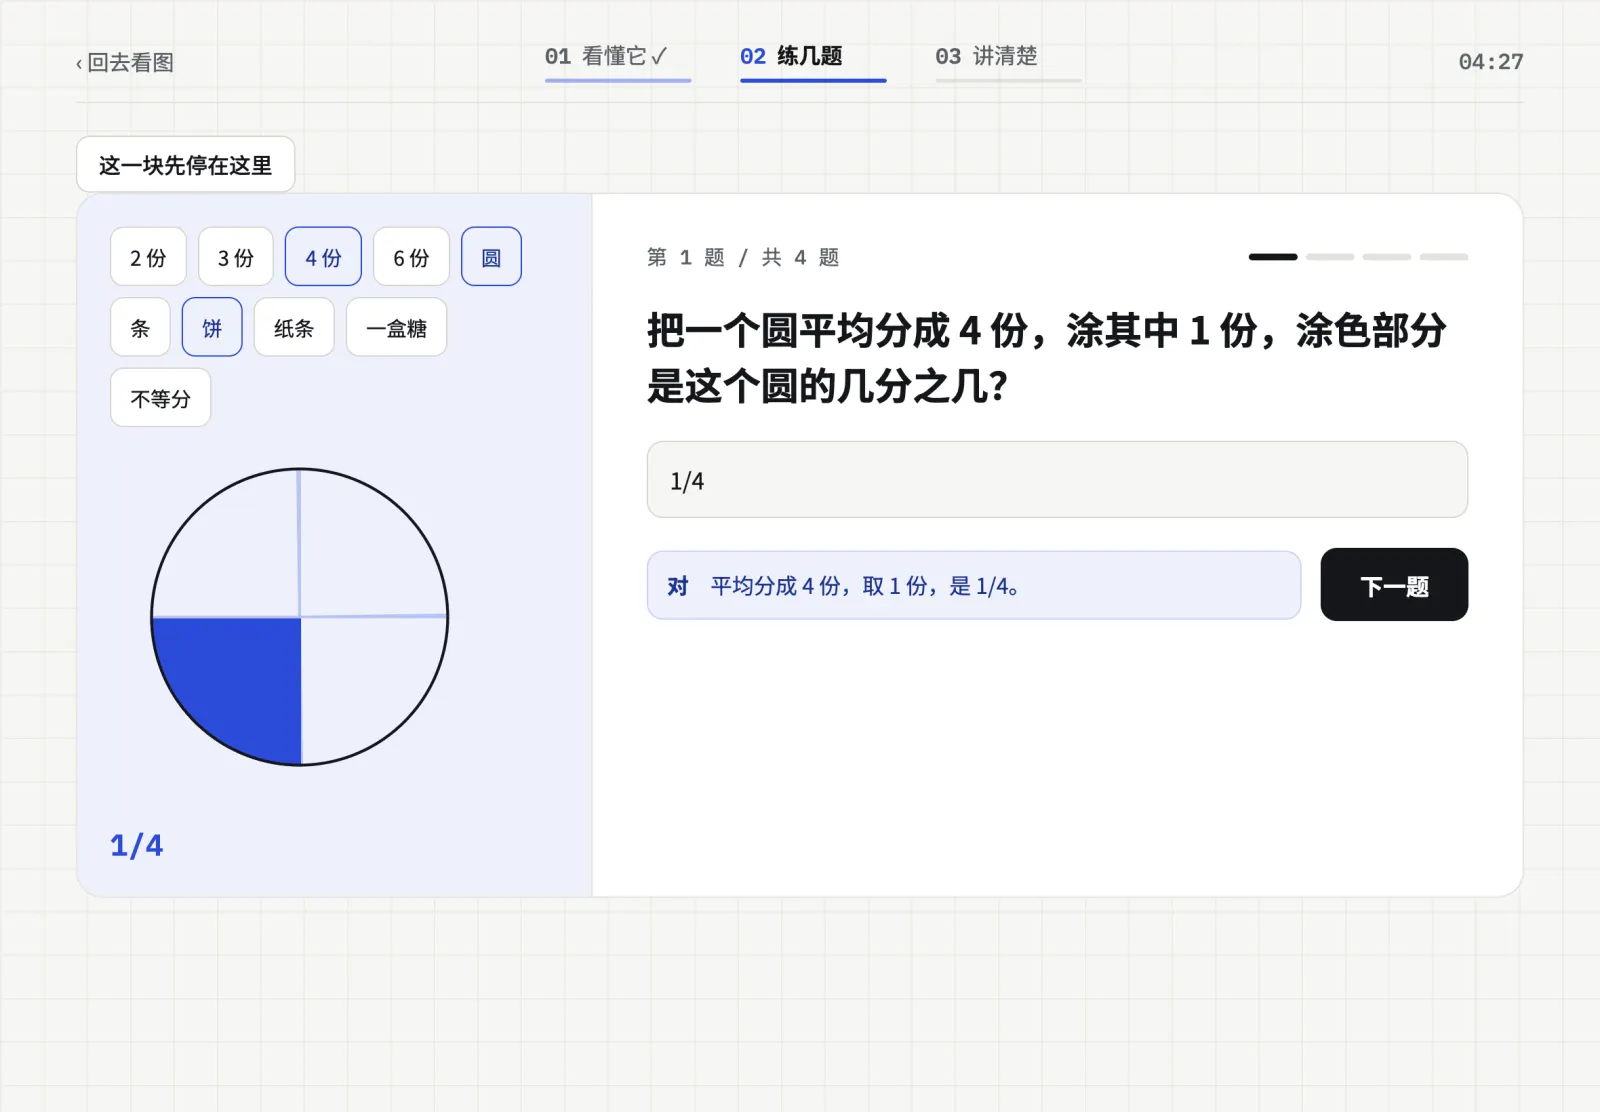 ‹ 回去看图
01 看懂它 ✓
02 练几题
03 讲清楚
04:27
这一块先停在这里
2 份
3 份
4 份
6 份
圆
条
饼
纸条
一盒糖
不等分
1/4
第 1 题 / 共 4 题
把一个圆平均分成 4 份，涂其中 1 份，涂色部分
是这个圆的几分之几？
1/4
对 平均分成 4 份，取 1 份，是 1/4。
下一题